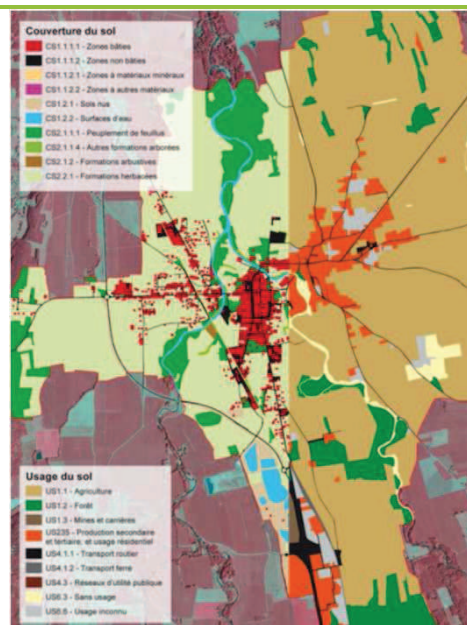 Couverture du sol
CS1.1.1.1 - Zones bâties
CS1.1.1.2 - Zones non bâties
CS1.1.2.1 - Zones à matériaux minéraux
CS1.1.2.2 - Zones à autres matériaux
CS1.2.1 - Sols nus
CS1.2.2 - Surfaces d'eau
CS2.1.1.1 - Peuplement de feuillus
CS2.1.1.4 - Autres formations arborées
CS2.1.2 - Formations arbustives
CS2.2.1 - Formations herbacées
Usage du sol
US1.1 - Agriculture
US1.2 - Forêt
US1.3 - Mines et carrières
US235 - Production secondaire
et tertiaire, et usage résidentiel
US4.1.1 - Transport routier
US4.1.2 - Transport ferré
US4.3 - Réseaux d'utilité publique
US6.3 - Sans usage
US6.6 - Usage inconnu